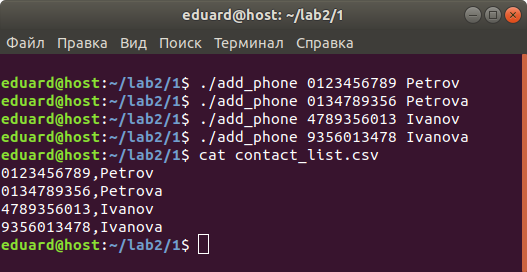 eduard@host: ~/lab2/1
Файл Правка Вид Поиск Терминал Справка
eduard@host:~/lab2/1$ ./add_phone 0123456789 Petrov
eduard@host:~/lab2/1$ ./add_phone 0134789356 Petrova
eduard@host:~/lab2/1$ ./add_phone 4789356013 Ivanov
eduard@host:~/lab2/1$ ./add_phone 9356013478 Ivanova
eduard@host:~/lab2/1$ cat contact_list.csv
0123456789,Petrov
0134789356,Petrova
4789356013,Ivanov
9356013478,Ivanova
eduard@host:~/lab2/1$